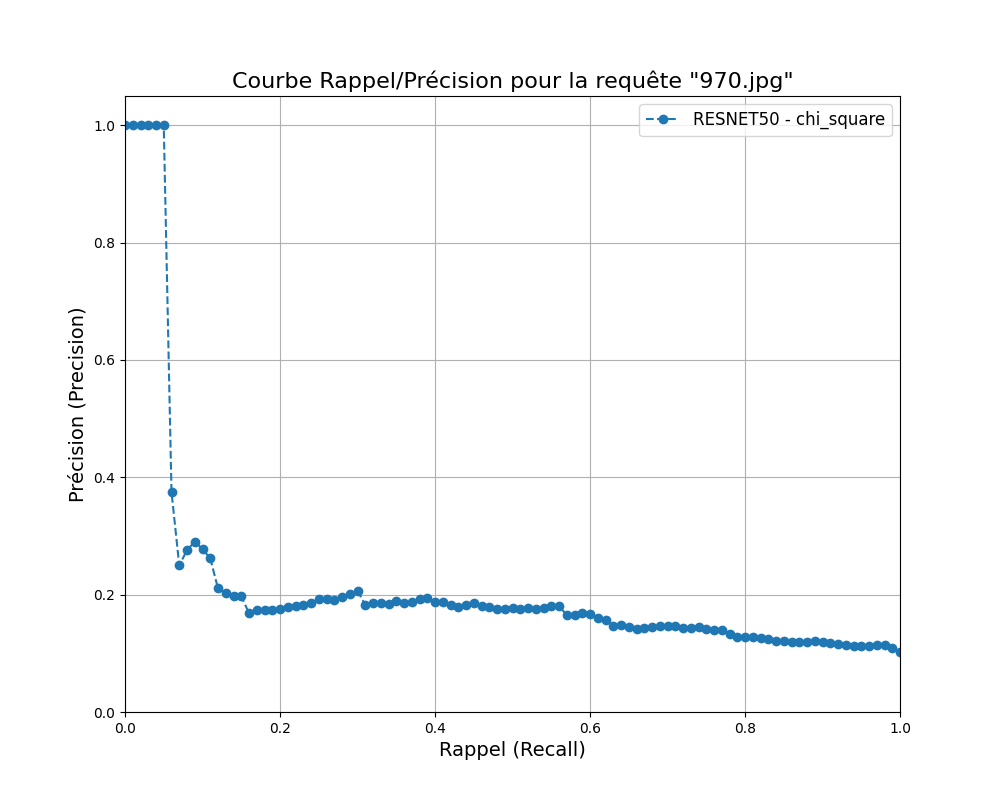 Courbe Rappel/Précision pour la requête "970.jpg"
RESNET50 - chi_square
Précision (Precision)
1.0
0.8
0.6
0.4
0.2
0.0
0.0 0.2 0.4 0.6 0.8 1.0
Rappel (Recall)